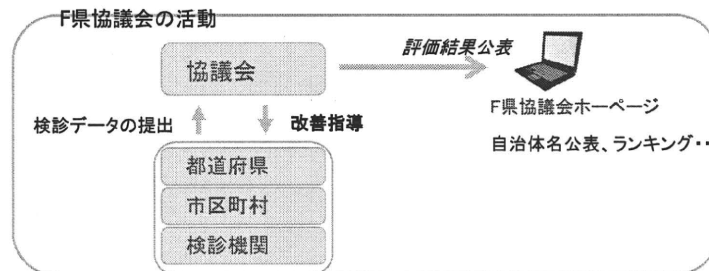 F県協議会の活動
協議会
評価結果公表
F県協議会ホームページ
自治体名公表、ランキング・・
検診データの提出
改善指導
都道府県
市区町村
検診機関